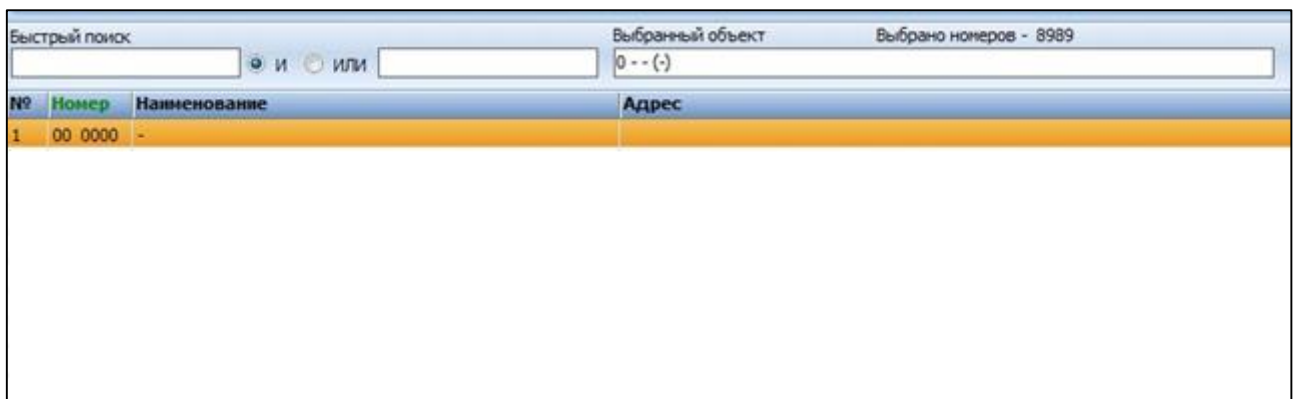 Быстрый поиск Выбранный объект Выбрано номеров - 8989
и или 0 - - (-)
№ Номер Наименование Адрес
1 00 0000 -